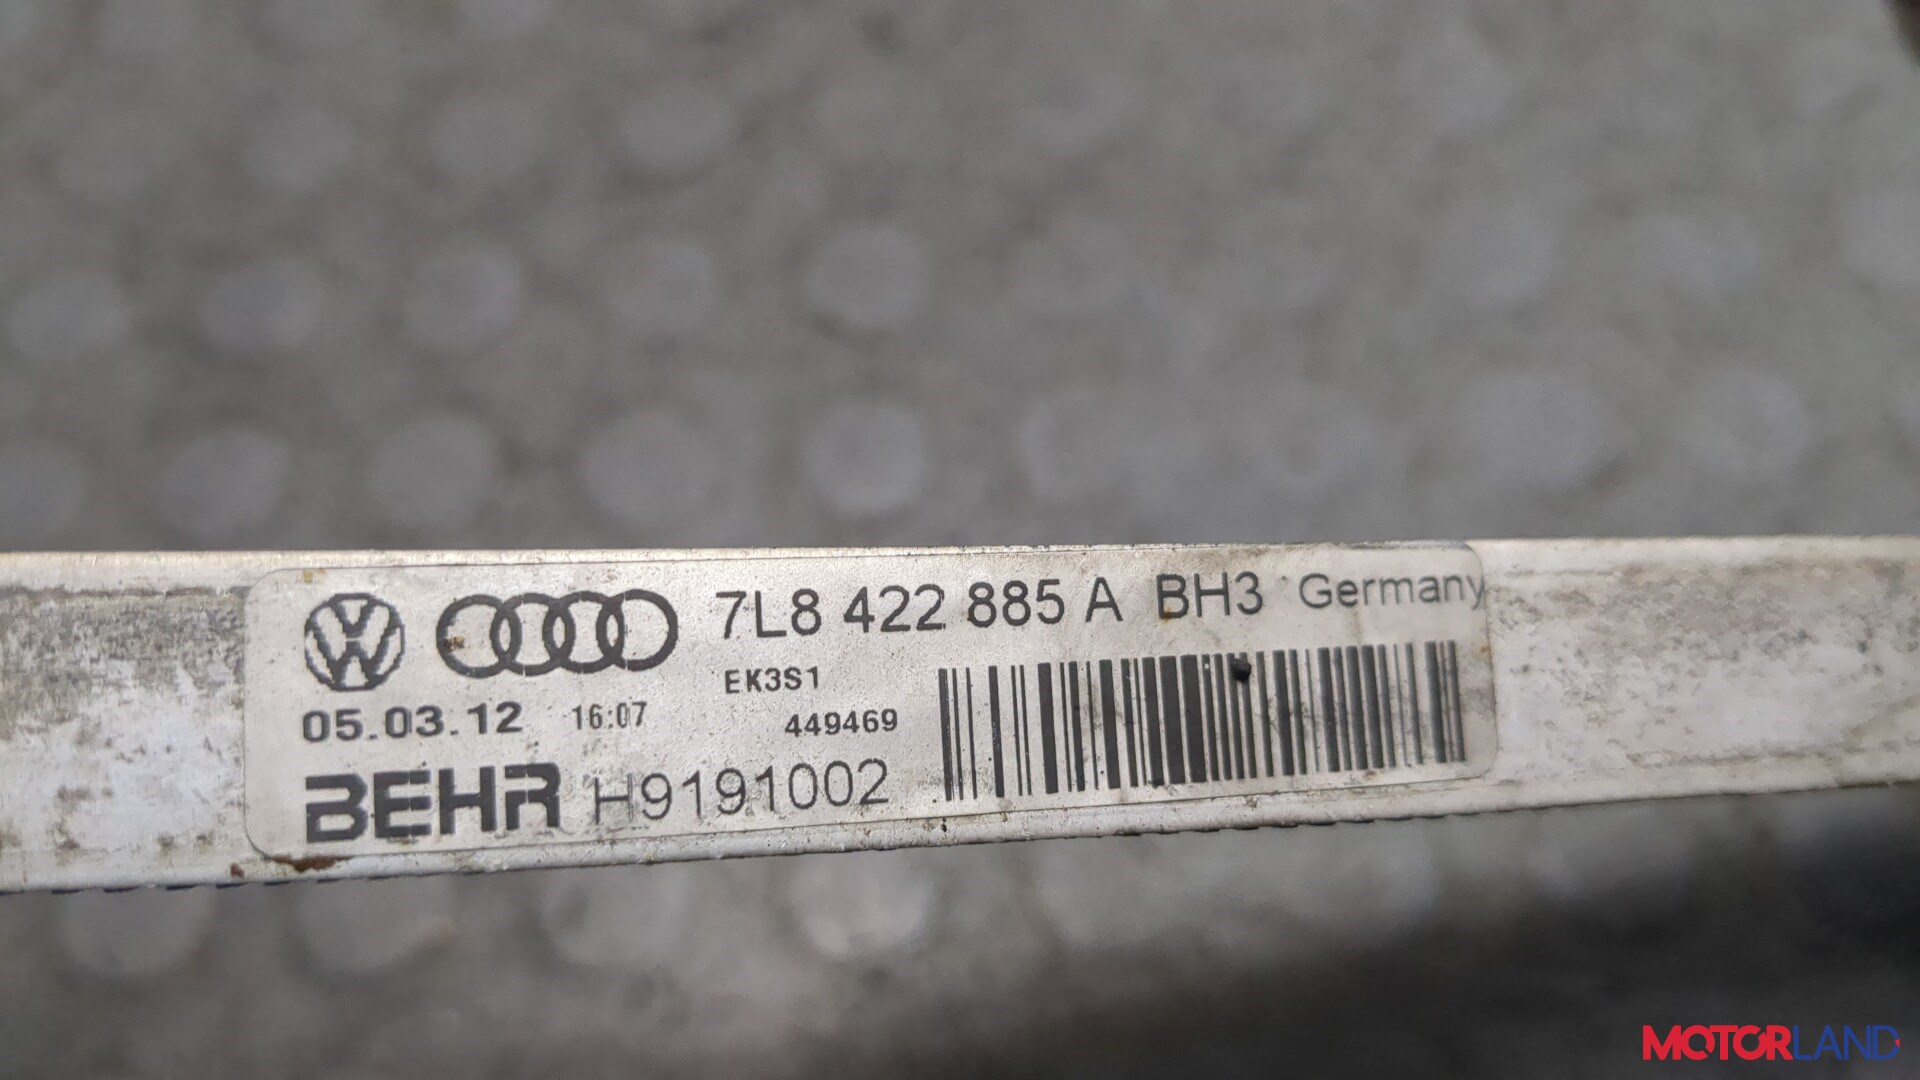 7L8 422 885 A BH3 Germany
EK3S1
05.03.12 16:07 449469
BEHR H9191002
MOTORLAND